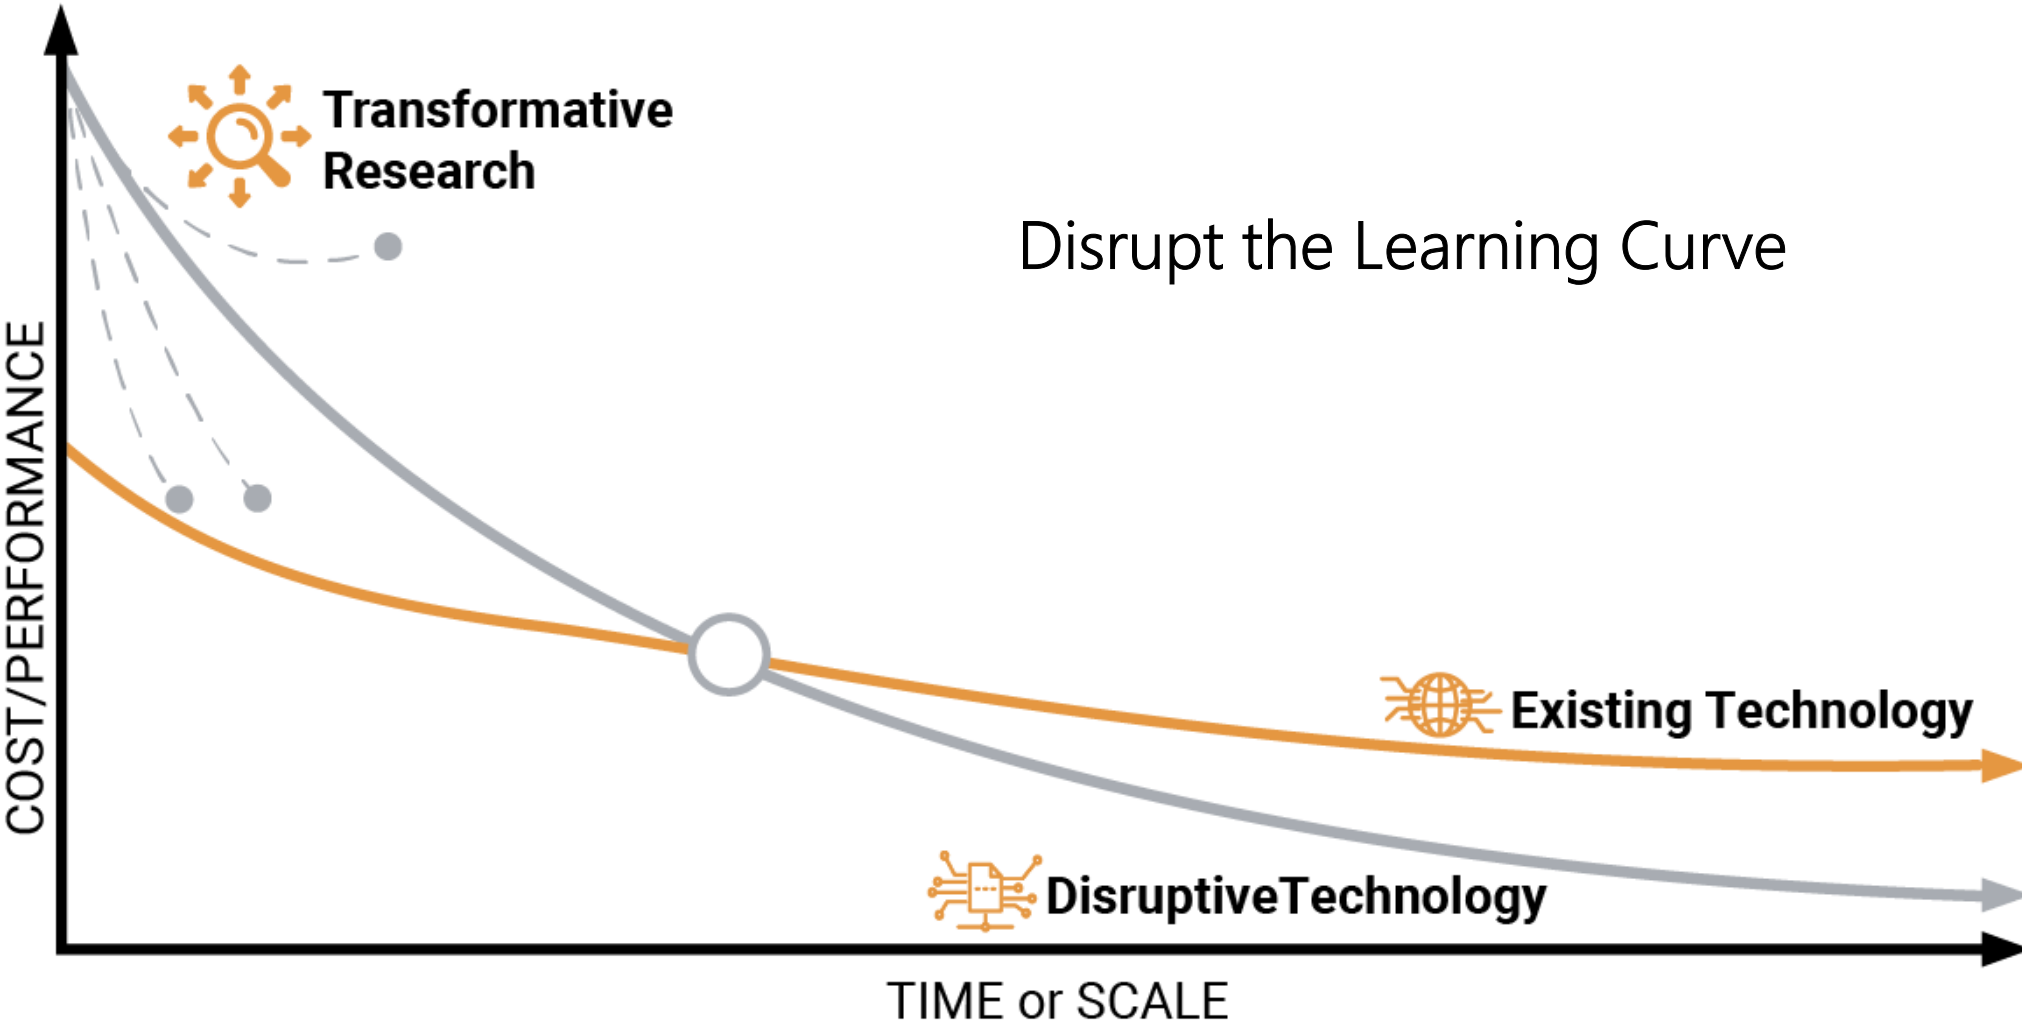 Transformative
Research
Disrupt the Learning Curve
COST/PERFORMANCE
Existing Technology
DisruptiveTechnology
TIME or SCALE